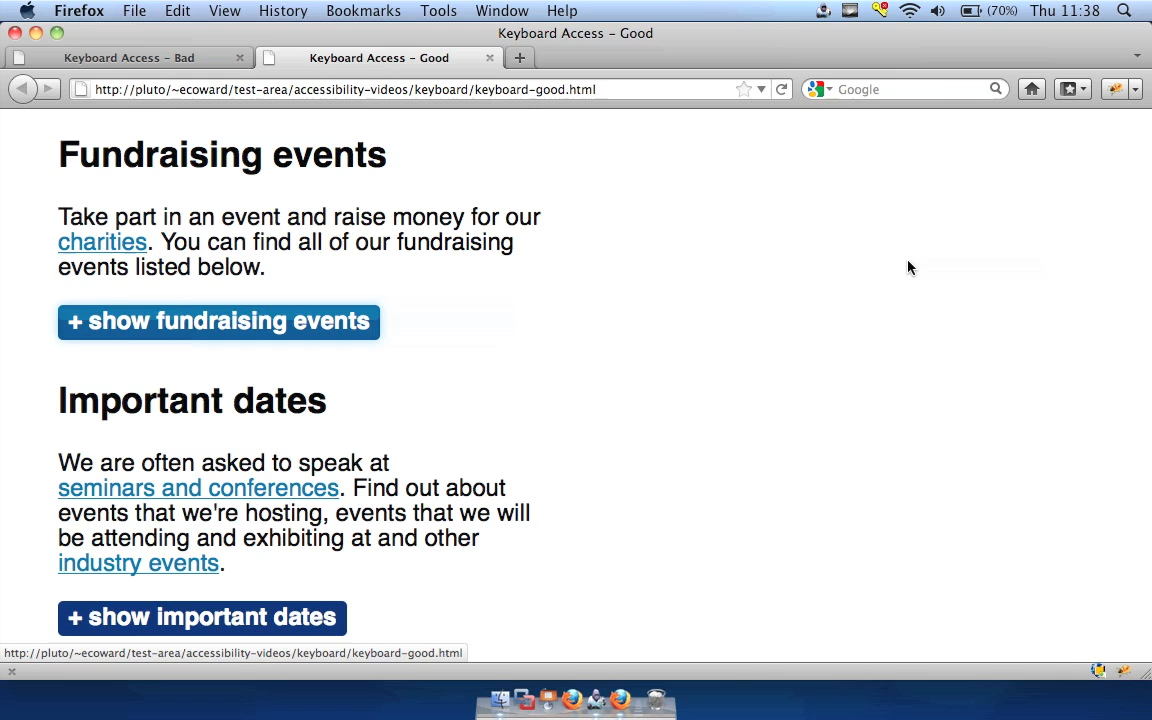 Firefox File Edit View History Bookmarks Tools Window Help (70%) Thu 11:38
Keyboard Access – Good
Keyboard Access – Bad
Keyboard Access – Good
http://pluto/~ecoward/test-area/accessibility-videos/keyboard/keyboard-good.html
Google
Fundraising events
Take part in an event and raise money for our
charities. You can find all of our fundraising
events listed below.
+ show fundraising events
Important dates
We are often asked to speak at
seminars and conferences. Find out about
events that we're hosting, events that we will
be attending and exhibiting at and other
industry events.
+ show important dates
http://pluto/~ecoward/test-area/accessibility-videos/keyboard/keyboard-good.html